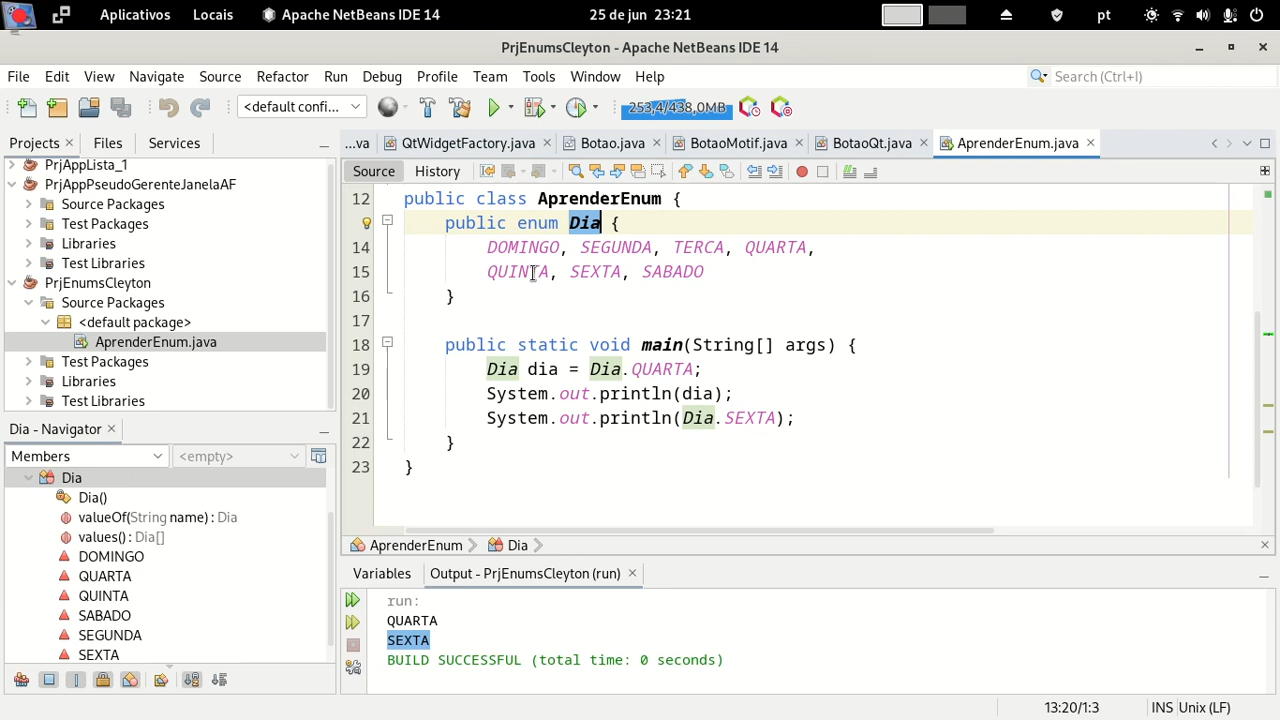 Aplicativos Locais Apache NetBeans IDE 14 25 de jun 23:21 pt
PrjEnumsCleyton - Apache NetBeans IDE 14
File Edit View Navigate Source Refactor Run Debug Profile Team Tools Window Help Search (Ctrl+I)
<default confi... 253,4/438,0MB
Projects Files Services
...va QtWidgetFactory.java Botao.java BotaoMotif.java BotaoQt.java AprenderEnum.java
Source History
PrjAppLista_1
PrjAppPseudoGerenteJanelaAF
Source Packages
Test Packages
Libraries
Test Libraries
PrjEnumsCleyton
Source Packages
<default package>
AprenderEnum.java
Test Packages
Libraries
Test Libraries
12 public class AprenderEnum {
public enum Dia {
14 DOMINGO, SEGUNDA, TERCA, QUARTA,
15 QUINTA, SEXTA, SABADO
16 }
17
18 public static void main(String[] args) {
19 Dia dia = Dia.QUARTA;
20 System.out.println(dia);
21 System.out.println(Dia.SEXTA);
22 }
23 }
AprenderEnum Dia
Dia - Navigator
Members <empty>
Dia
Dia()
valueOf(String name) : Dia
values() : Dia[]
DOMINGO
QUARTA
QUINTA
SABADO
SEGUNDA
SEXTA
Variables Output - PrjEnumsCleyton (run)
run:
QUARTA
SEXTA
BUILD SUCCESSFUL (total time: 0 seconds)
13:20/1:3 INS Unix (LF)